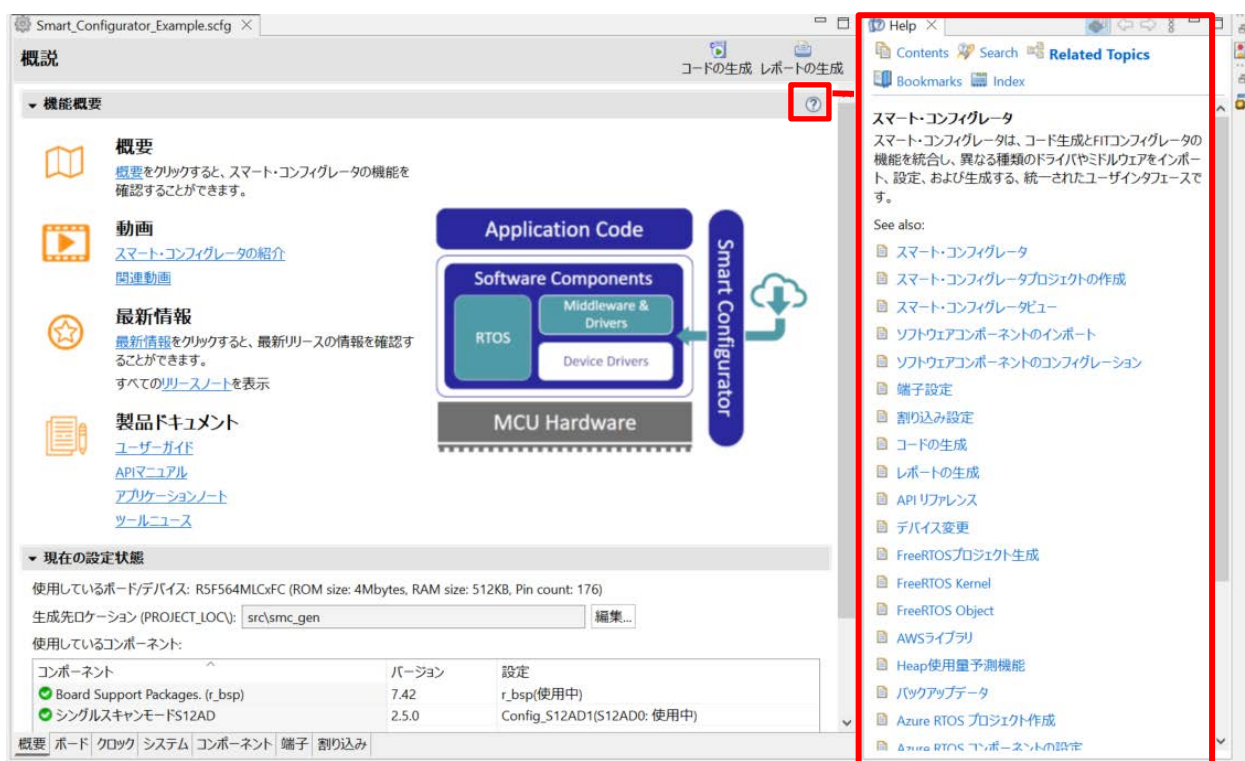 Smart_Configurator_Example.scfg
概説
コードの生成 レポートの生成
機能概要
概要
概要をクリックすると、スマート・コンフィグレータの機能を
確認することができます。
動画
スマート・コンフィグレータの紹介
関連動画
最新情報
最新情報をクリックすると、最新リリースの情報を確認す
ることができます。
すべてのリリースノートを表示
製品ドキュメント
ユーザーガイド
APIマニュアル
アプリケーションノート
ツールニュース
Application Code
Software Components
RTOS
Middleware &
Drivers
Device Drivers
MCU Hardware
Smart Configurator
現在の設定状態
使用しているボード/デバイス: R5F564MLCxFC (ROM size: 4Mbytes, RAM size: 512KB, Pin count: 176)
生成先ロケーション (PROJECT_LOC\): src\smc_gen 編集...
使用しているコンポーネント:
コンポーネント バージョン 設定
Board Support Packages. (r_bsp) 7.42 r_bsp(使用中)
シングルスキャンモードS12AD 2.5.0 Config_S12AD1(S12AD0: 使用中)
概要 ボード クロック システム コンポーネント 端子 割り込み
Help
Contents Search Related Topics
Bookmarks Index
スマート・コンフィグレータ
スマート・コンフィグレータは、コード生成とFITコンフィグレータの
機能を統合し、異なる種類のドライバやミドルウェアをインポー
ト、設定、および生成する、統一されたユーザインタフェースで
す。
See also:
スマート・コンフィグレータ
スマート・コンフィグレータプロジェクトの作成
スマート・コンフィグレータビュー
ソフトウェアコンポーネントのインポート
ソフトウェアコンポーネントのコンフィグレーション
端子設定
割り込み設定
コードの生成
レポートの生成
API リファレンス
デバイス変更
FreeRTOSプロジェクト生成
FreeRTOS Kernel
FreeRTOS Object
AWSライブラリ
Heap使用量予測機能
バックアップデータ
Azure RTOS プロジェクト作成
Azure RTOS コンポーネントの設定